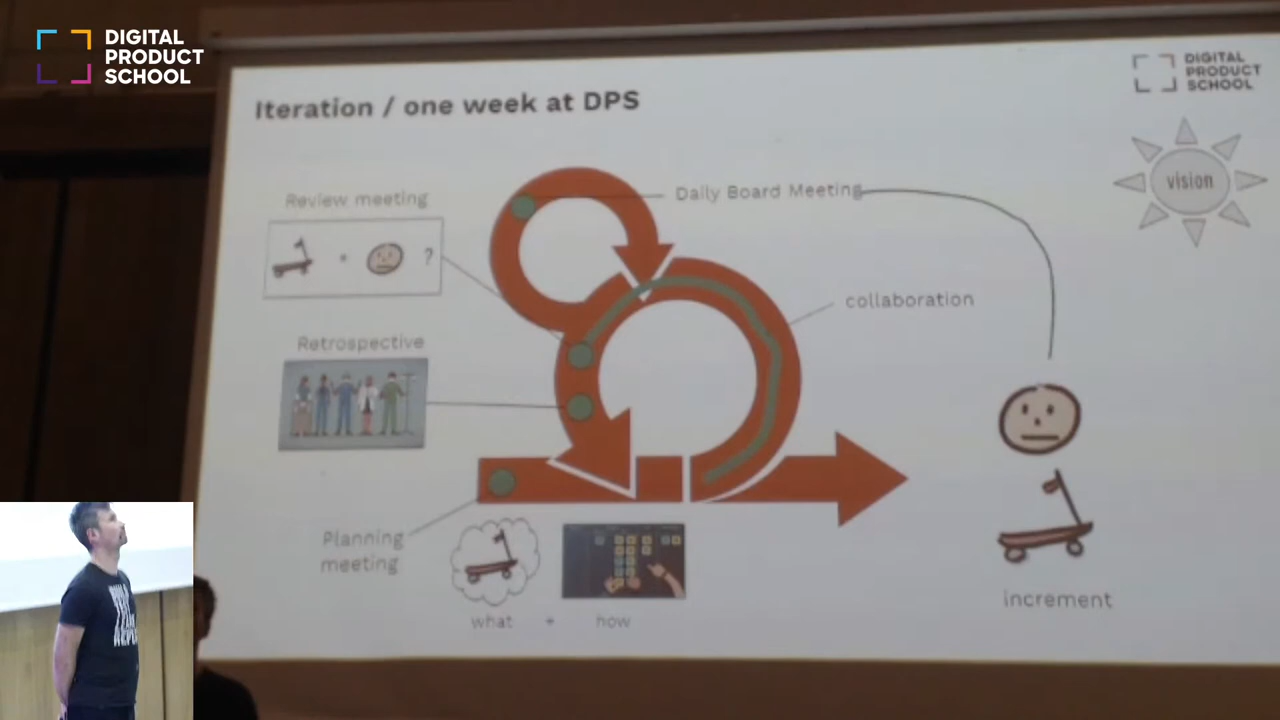 DIGITAL
PRODUCT
SCHOOL
DIGITAL
PRODUCT
SCHOOL
Iteration / one week at DPS
vision
Review meeting
?
Daily Board Meeting
collaboration
Retrospective
Planning
meeting
what + how
increment